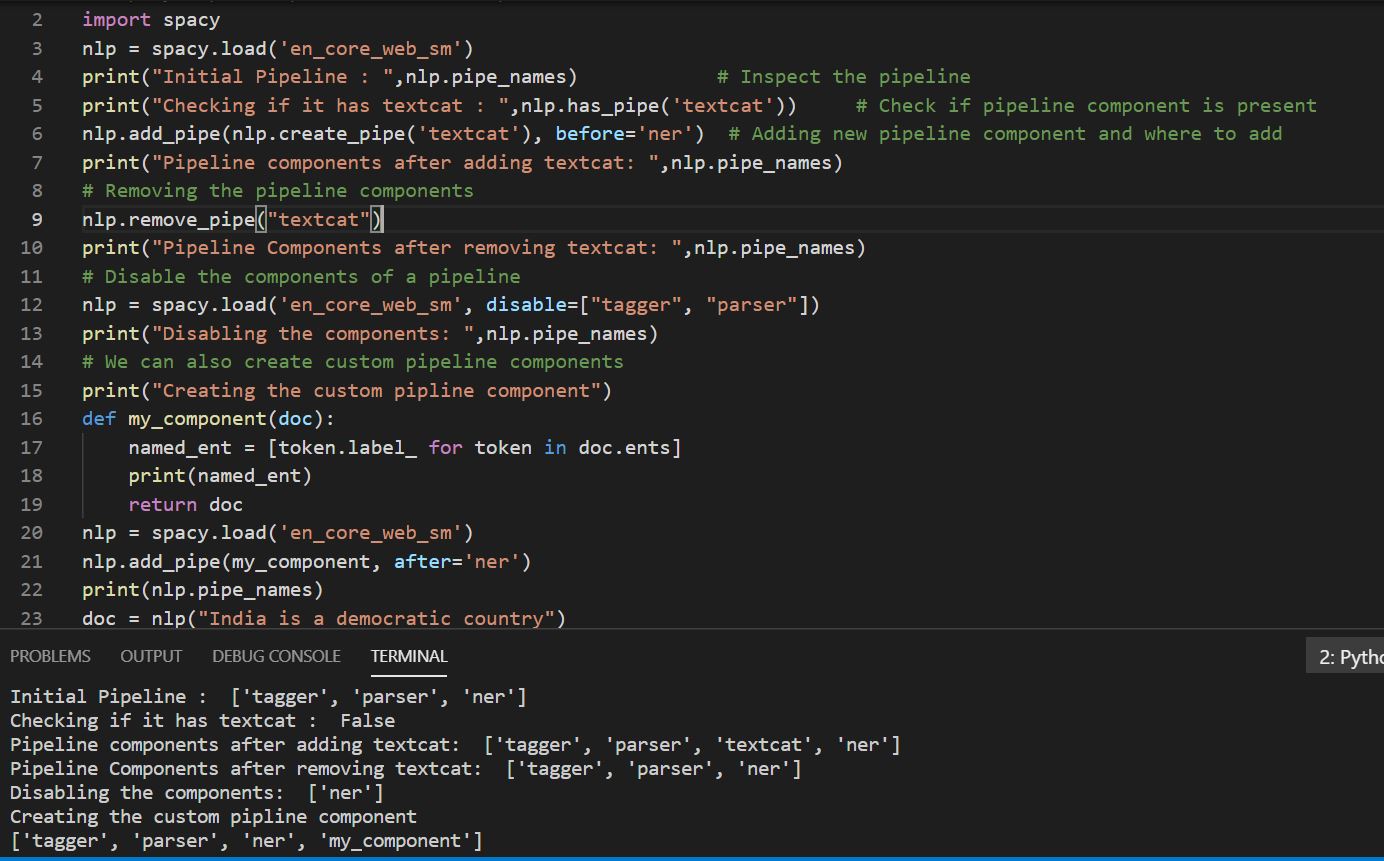 2 import spacy
3 nlp = spacy.load('en_core_web_sm')
4 print("Initial Pipeline : ",nlp.pipe_names)            # Inspect the pipeline
5 print("Checking if it has textcat : ",nlp.has_pipe('textcat'))     # Check if pipeline component is present
6 nlp.add_pipe(nlp.create_pipe('textcat'), before='ner')  # Adding new pipeline component and where to add
7 print("Pipeline components after adding textcat: ",nlp.pipe_names)
8 # Removing the pipeline components
9 nlp.remove_pipe("textcat")
10 print("Pipeline Components after removing textcat: ",nlp.pipe_names)
11 # Disable the components of a pipeline
12 nlp = spacy.load('en_core_web_sm', disable=["tagger", "parser"])
13 print("Disabling the components: ",nlp.pipe_names)
14 # We can also create custom pipeline components
15 print("Creating the custom pipline component")
16 def my_component(doc):
17     named_ent = [token.label_ for token in doc.ents]
18     print(named_ent)
19     return doc
20 nlp = spacy.load('en_core_web_sm')
21 nlp.add_pipe(my_component, after='ner')
22 print(nlp.pipe_names)
23 doc = nlp("India is a democratic country")
PROBLEMS OUTPUT DEBUG CONSOLE TERMINAL 2: Pytho
Initial Pipeline :  ['tagger', 'parser', 'ner']
Checking if it has textcat :  False
Pipeline components after adding textcat:  ['tagger', 'parser', 'textcat', 'ner']
Pipeline Components after removing textcat:  ['tagger', 'parser', 'ner']
Disabling the components:  ['ner']
Creating the custom pipline component
['tagger', 'parser', 'ner', 'my_component']